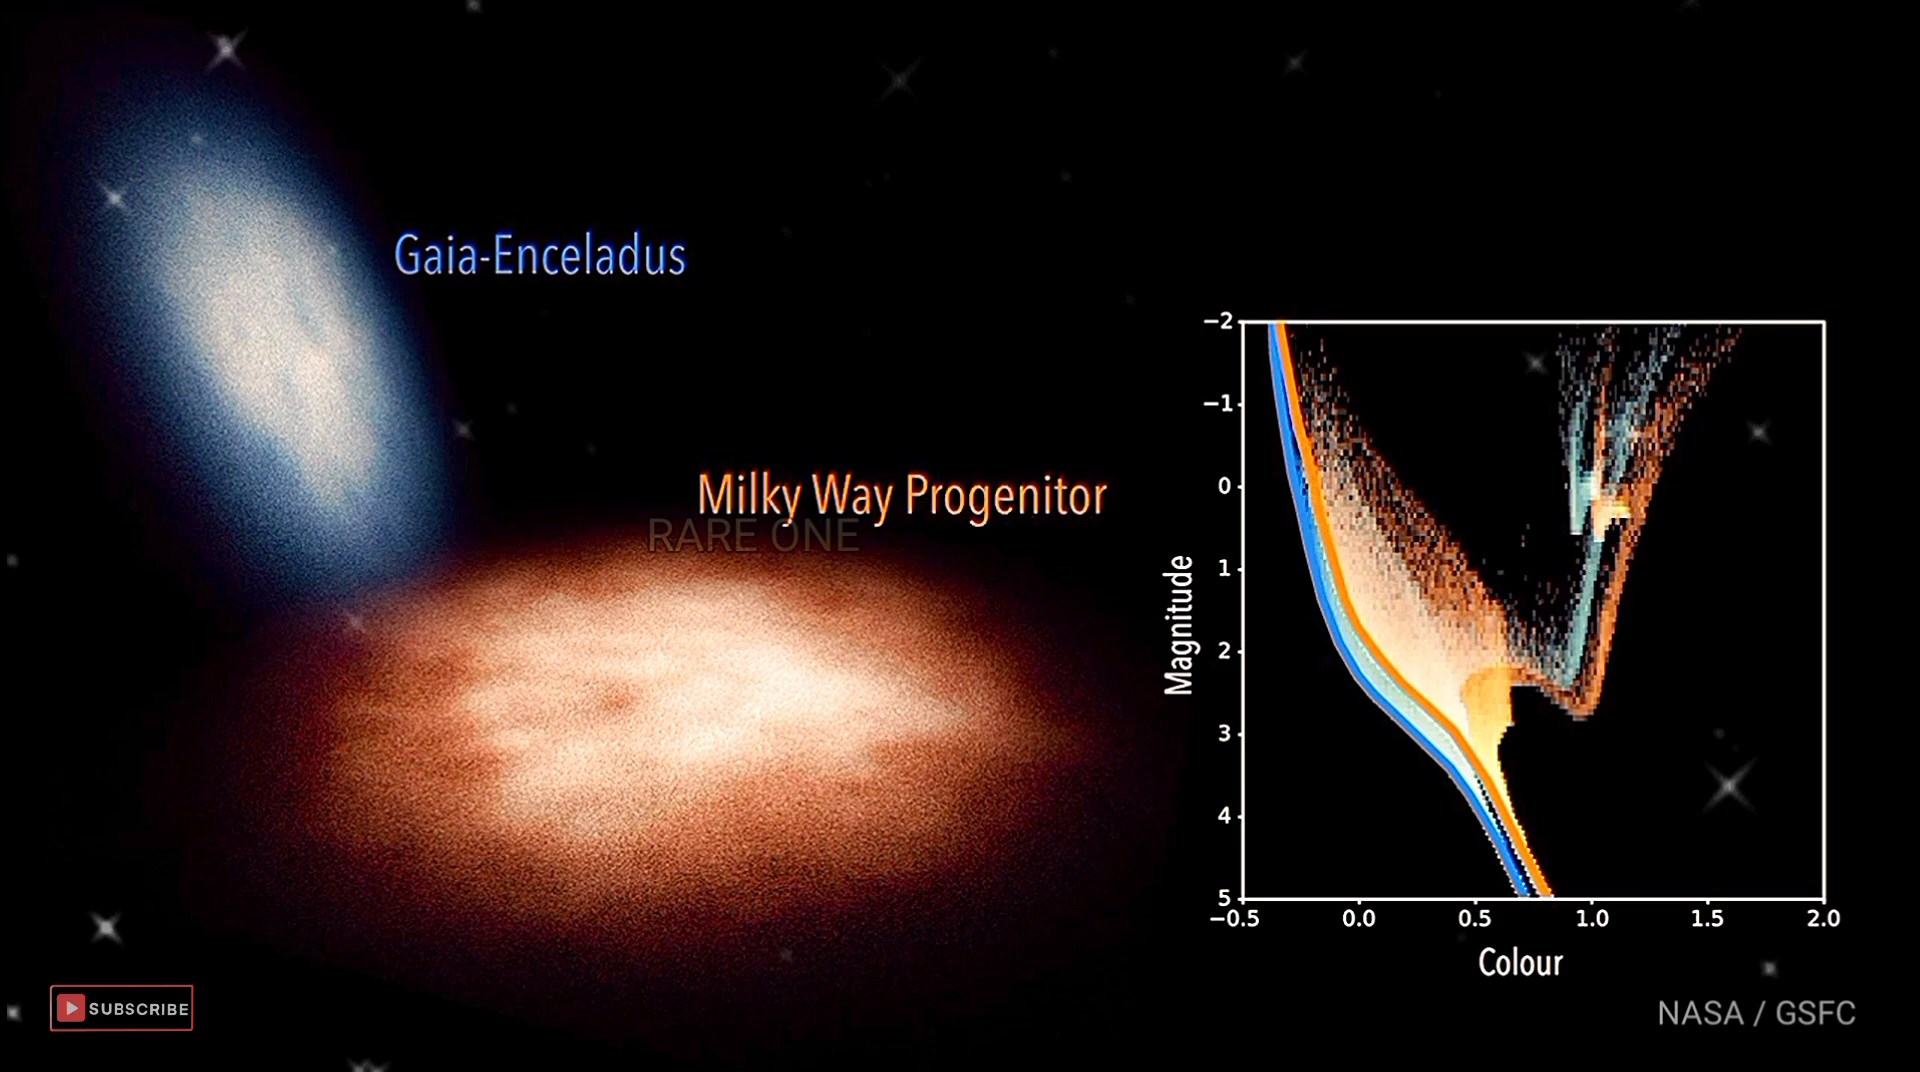 Gaia-Enceladus
Milky Way Progenitor
RARE ONE
−2
−1
0
1
2
3
4
5
Magnitude
−0.5
0.0
0.5
1.0
1.5
2.0
Colour
SUBSCRIBE
NASA / GSFC